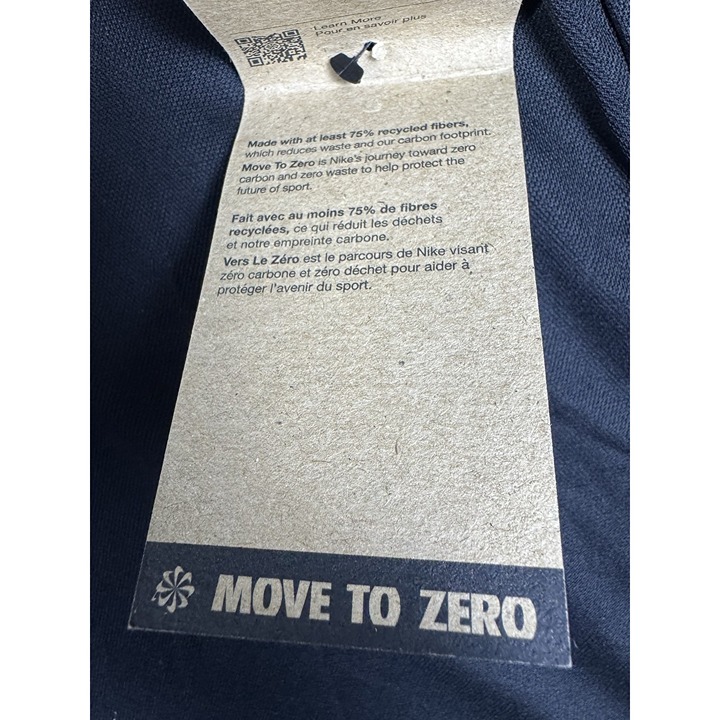 Learn More
Pour en savoir plus
Made with at least 75% recycled fibers,
which reduces waste and our carbon footprint.
Move To Zero is Nike's journey toward zero
carbon and zero waste to help protect the
future of sport.
Fait avec au moins 75% de fibres
recyclées, ce qui réduit les déchets
et notre empreinte carbone.
Vers Le Zéro est le parcours de Nike visant
zéro carbone et zéro déchet pour aider à
protéger l'avenir du sport.
MOVE TO ZERO